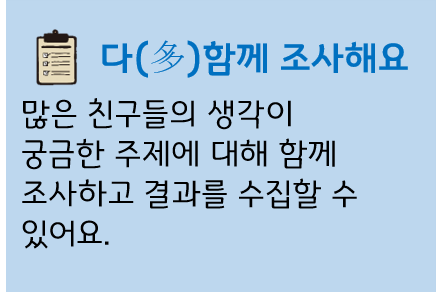 다(多)함께 조사해요
많은 친구들의 생각이
궁금한 주제에 대해 함께
조사하고 결과를 수집할 수
있어요.